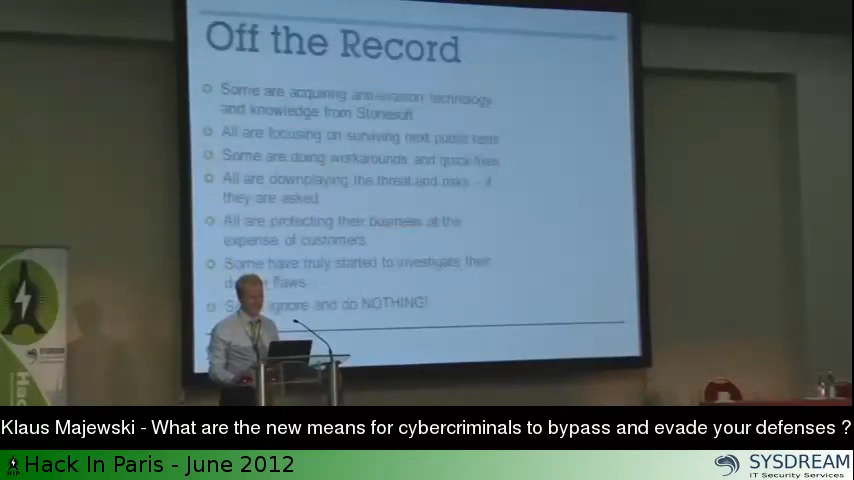 Off the Record
Some are acquiring anti-evasion technology
and knowledge from Stonesoft
All are focusing on surviving next public tests
Some are doing workarounds and quick fixes
All are downplaying the threat and risks - if
they are asked
All are protecting their business at the
expense of customers
Some have truly started to investigate their
flaws
ignore and do NOTHING!
SYSDREAM
Hac
Klaus Majewski - What are the new means for cybercriminals to bypass and evade your defenses ?
HIP
Hack In Paris - June 2012
SYSDREAM
IT Security Services